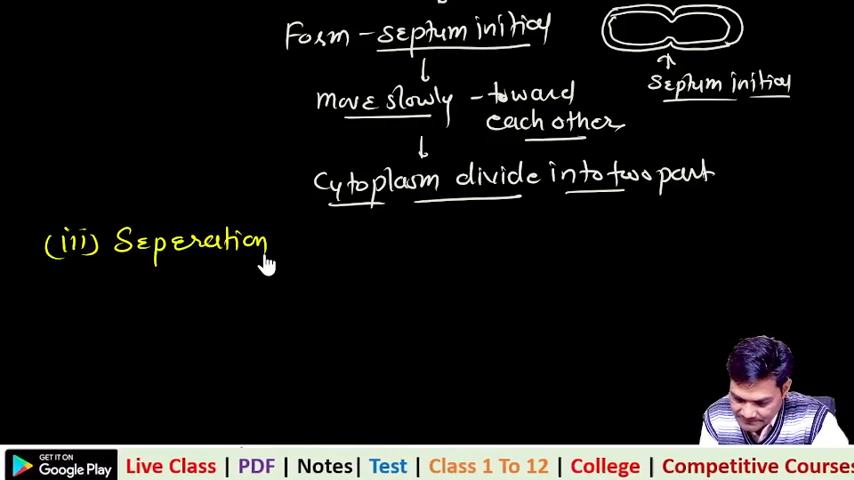 Form - septum initial
Septum initial
Move slowly - toward
each other
Cytoplasm divide into two part
(iii) Seperation
GET IT ON
Google Play
Live Class | PDF | Notes| Test | Class 1 To 12 | College | Competitive Courses